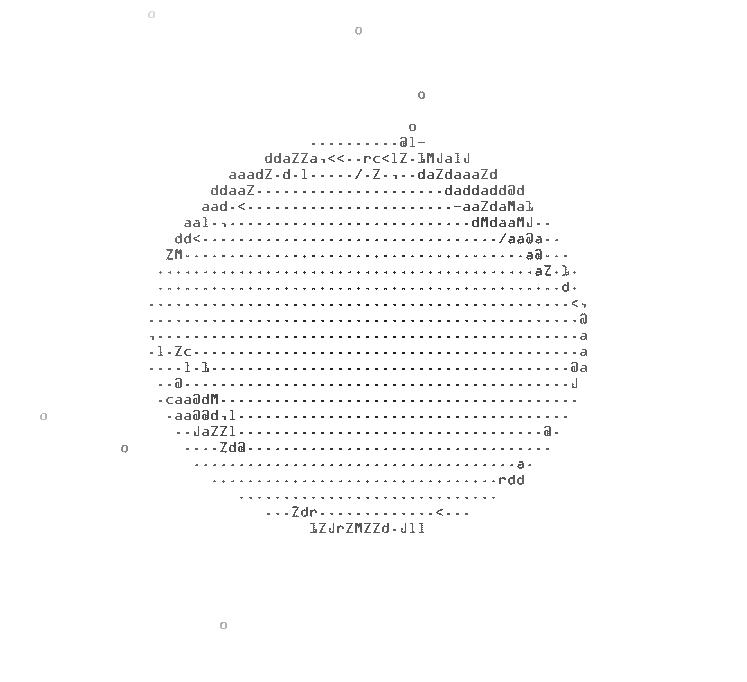 o
o
o
o
··········@l-
ddaZZa,<<··rc<lZ·lMJalJ
aaadZ·d·l·····/·Z·,··daZdaaaZd
ddaaZ·····················daddadd@d
aad·<·······················-aaZdaMal
aal·,···························dMdaaMJ··
dd<·································/aa@a··
ZM······································a@···
··········································aZ·l·
·············································d·
···············································<,
················································@
,···············································a
·l·Zc···········································a
····l·l········································@a
··@···········································J
·caa@dM········································
o ·aa@@d,l·····································
··JaZZl··································@·
o ····Zd@··································
····································a·
································rdd
·····························
···Zdr·············<···
lZJrZMZZd·Jll
o